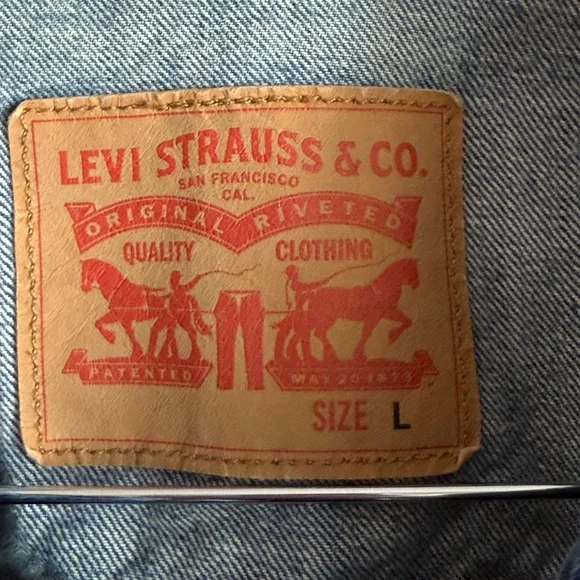 LEVI STRAUSS & CO.
SAN FRANCISCO
CAL.
ORIGINAL RIVETED
QUALITY CLOTHING
PATENTED MAY 20 1873
SIZE L